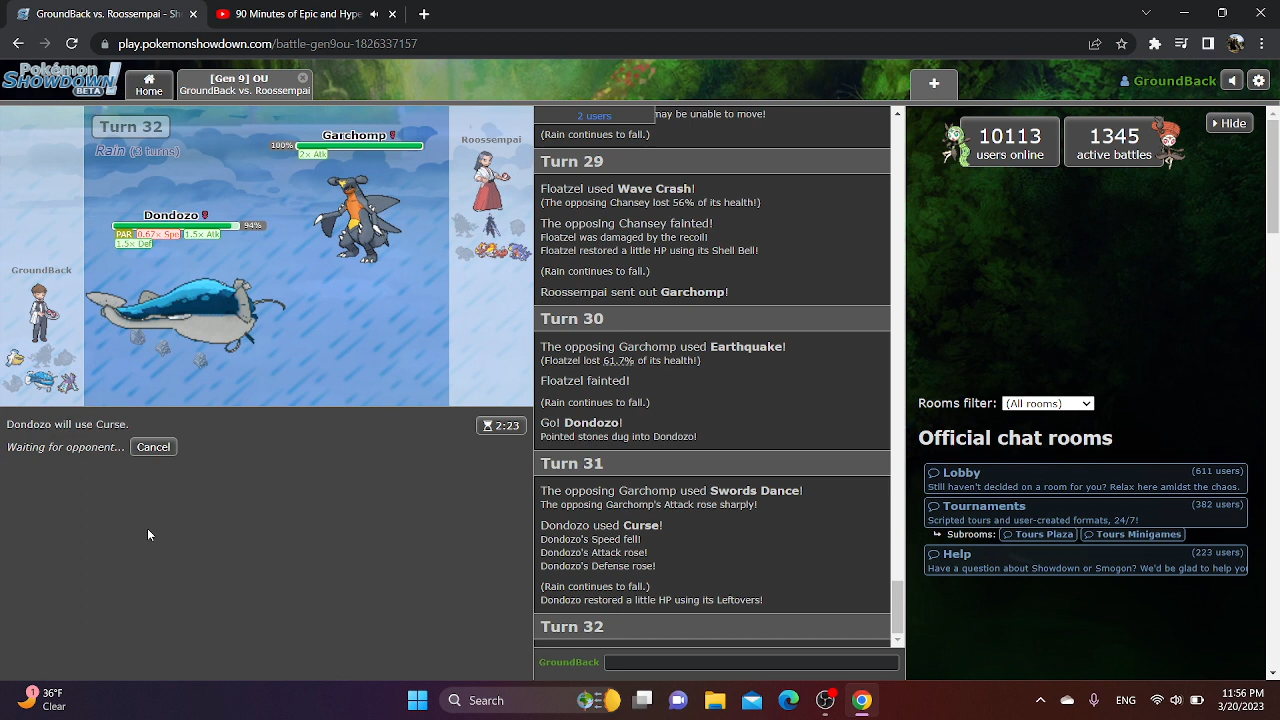 GroundBack vs. Roossempai - Sh
90 Minutes of Epic and Hype
play.pokemonshowdown.com/battle-gen9ou-1826337157
Pokémon
SHOWDOWN!
BETA
Home
[Gen 9] OU
GroundBack vs. Roossempai
+
GroundBack
Turn 32
Rain (3 turns)
Garchomp
100%
2× Atk
Roossempai
Dondozo
94%
PAR 0.67× Spe 1.5× Atk
1.5× Def
GroundBack
Dondozo will use Curse.
2:23
Waiting for opponent... Cancel
2 users
may be unable to move!
(Rain continues to fall.)
Turn 29
Floatzel used Wave Crash!
(The opposing Chansey lost 56% of its health!)
The opposing Chansey fainted!
Floatzel was damaged by the recoil!
Floatzel restored a little HP using its Shell Bell!
(Rain continues to fall.)
Roossempai sent out Garchomp!
Turn 30
The opposing Garchomp used Earthquake!
(Floatzel lost 61.7% of its health!)
Floatzel fainted!
(Rain continues to fall.)
Go! Dondozo!
Pointed stones dug into Dondozo!
Turn 31
The opposing Garchomp used Swords Dance!
The opposing Garchomp's Attack rose sharply!
Dondozo used Curse!
Dondozo's Speed fell!
Dondozo's Attack rose!
Dondozo's Defense rose!
(Rain continues to fall.)
Dondozo restored a little HP using its Leftovers!
Turn 32
GroundBack
10113
users online
1345
active battles
Hide
Rooms filter: (All rooms)
Official chat rooms
Lobby (611 users)
Still haven't decided on a room for you? Relax here amidst the chaos.
Tournaments (382 users)
Scripted tours and user-created formats, 24/7!
Subrooms: Tours Plaza Tours Minigames
Help (223 users)
Have a question about Showdown or Smogon? We'd be glad to help you
1
36°F
Clear
Search
ENG
11:56 PM
3/20/2023